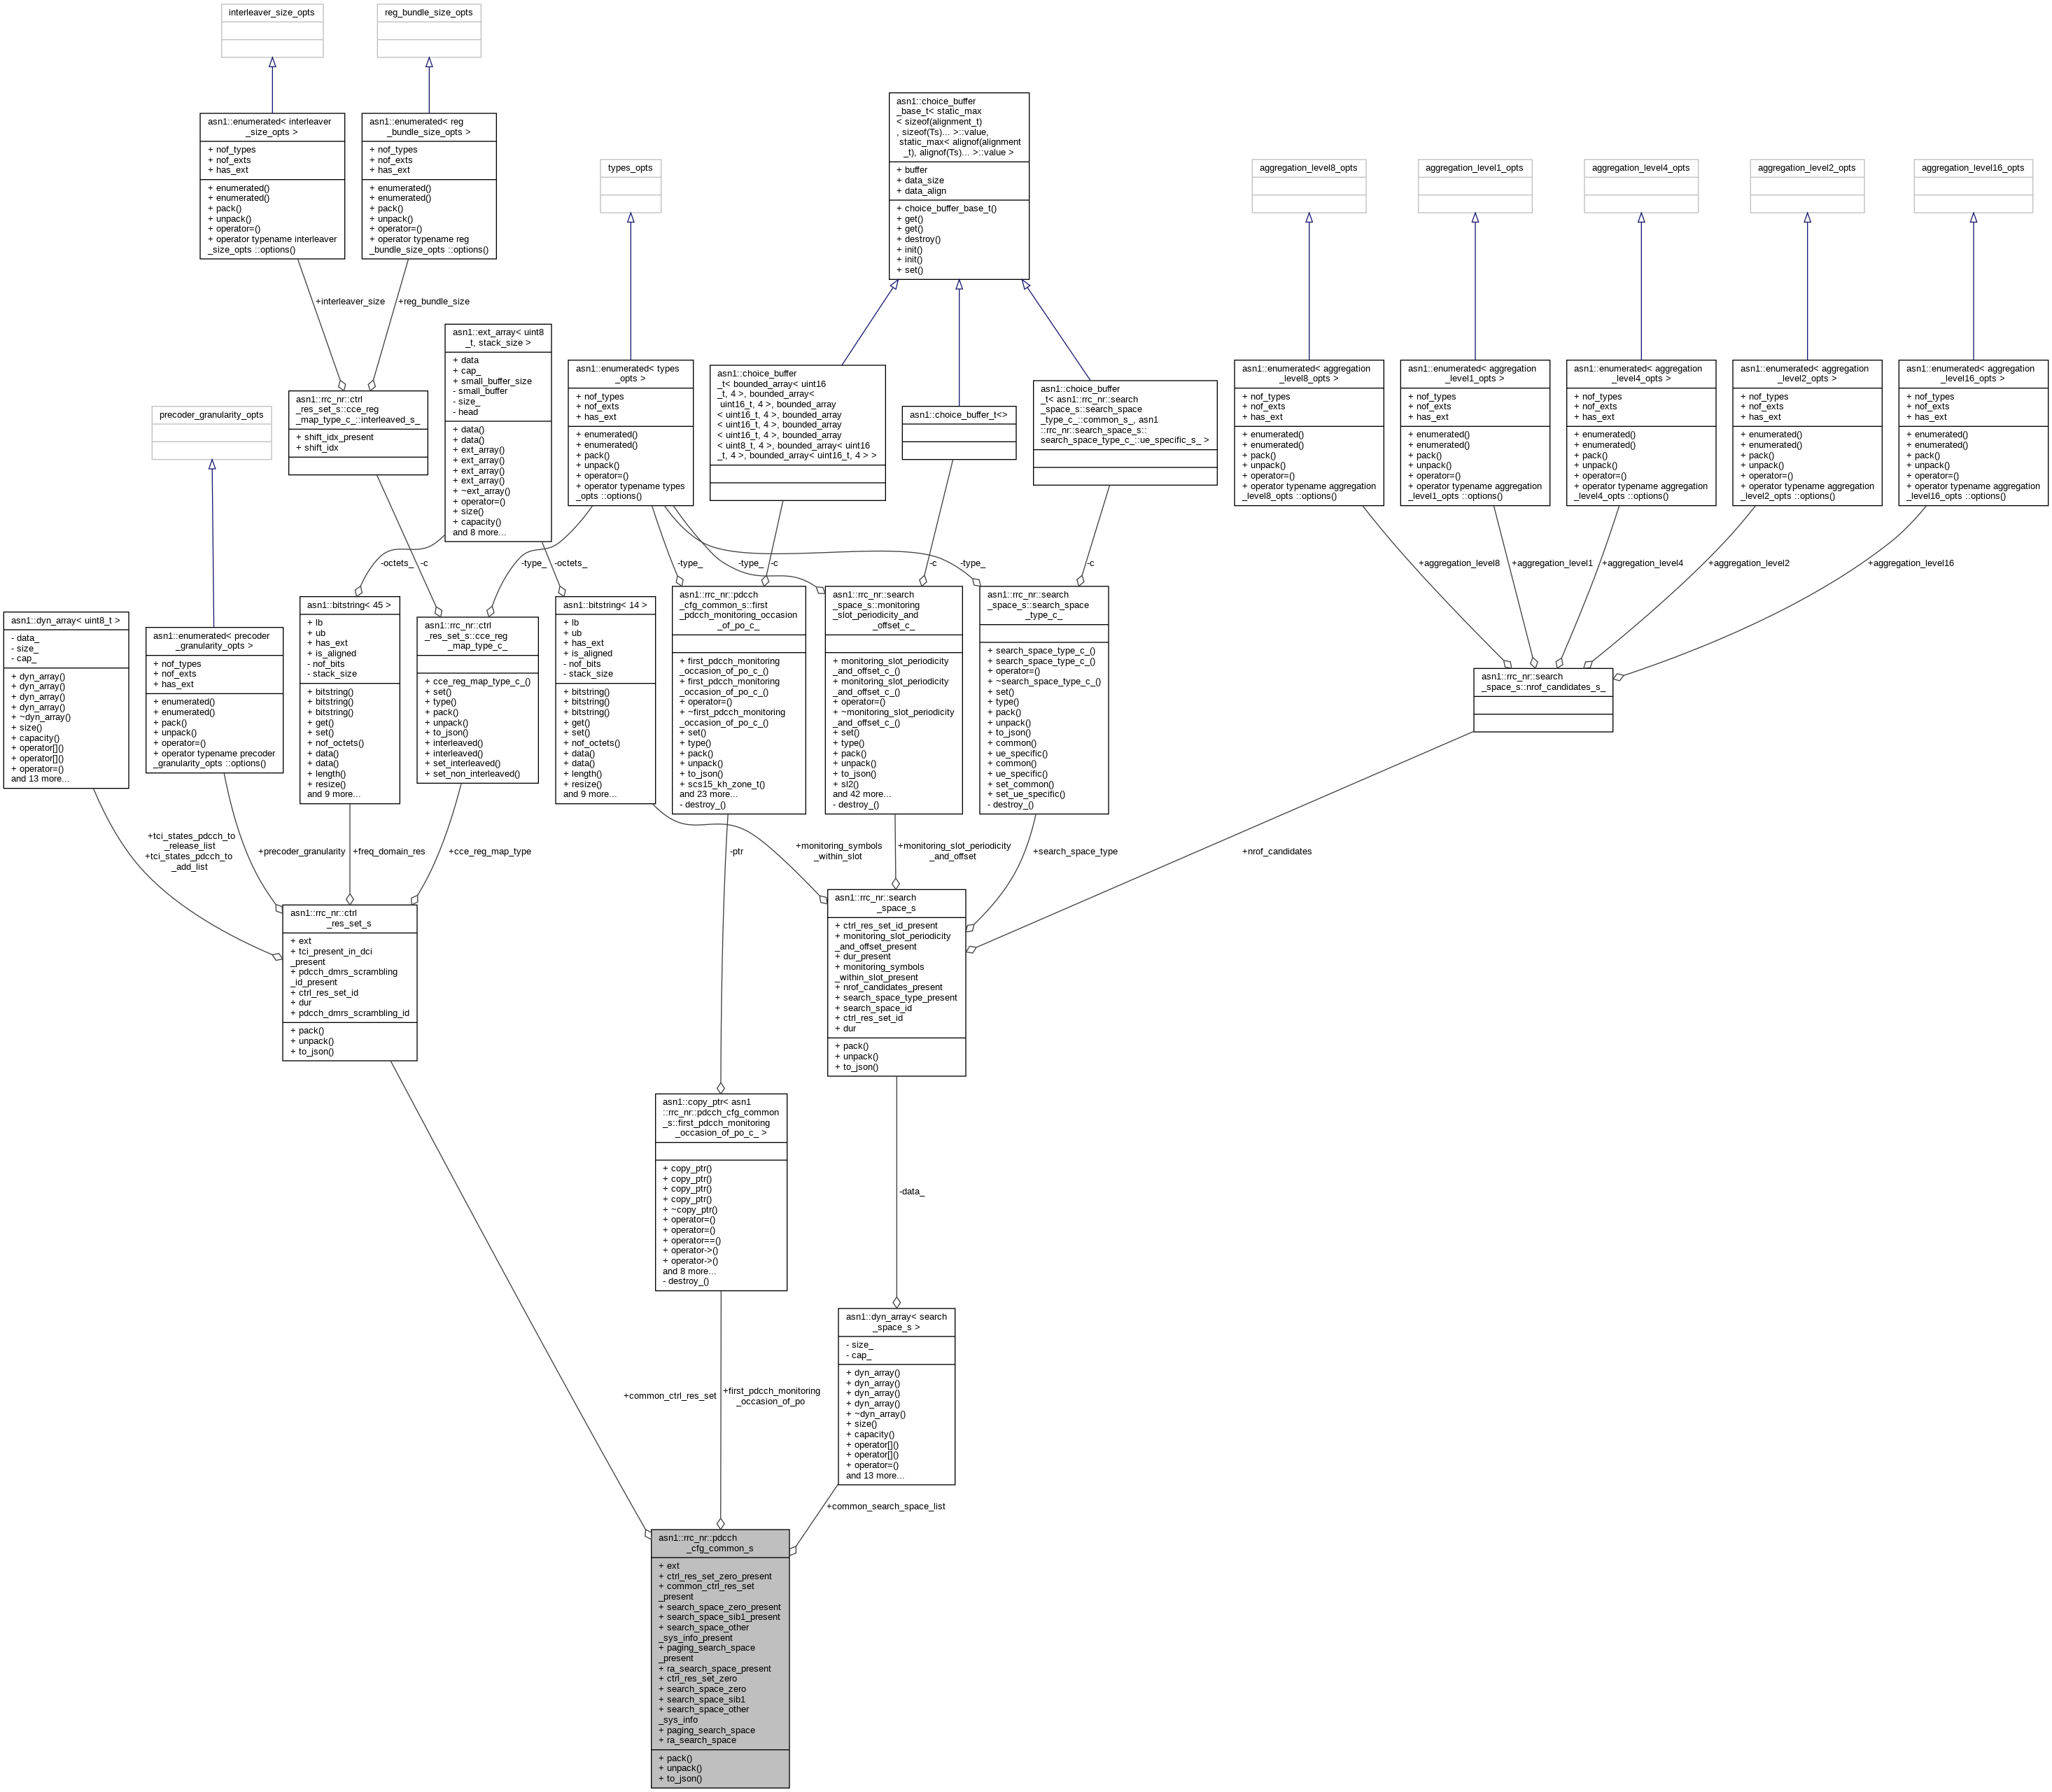 interleaver_size_opts
reg_bundle_size_opts
asn1::enumerated< interleaver
_size_opts >
+ nof_types
+ nof_exts
+ has_ext
+ enumerated()
+ enumerated()
+ pack()
+ unpack()
+ operator=()
+ operator typename interleaver
_size_opts ::options()
asn1::enumerated< reg
_bundle_size_opts >
+ nof_types
+ nof_exts
+ has_ext
+ enumerated()
+ enumerated()
+ pack()
+ unpack()
+ operator=()
+ operator typename reg
_bundle_size_opts ::options()
asn1::choice_buffer
_base_t< static_max
< sizeof(alignment_t)
, sizeof(Ts)... >::value,
static_max< alignof(alignment
_t), alignof(Ts)... >::value >
+ buffer
+ data_size
+ data_align
+ choice_buffer_base_t()
+ get()
+ get()
+ destroy()
+ init()
+ init()
+ set()
types_opts
aggregation_level8_opts
aggregation_level1_opts
aggregation_level4_opts
aggregation_level2_opts
aggregation_level16_opts
+interleaver_size
+reg_bundle_size
asn1::ext_array< uint8
_t, stack_size >
+ data
+ cap_
+ small_buffer_size
- small_buffer
- size_
- head
+ data()
+ data()
+ ext_array()
+ ext_array()
+ ext_array()
+ ext_array()
+ ~ext_array()
+ operator=()
+ size()
+ capacity()
and 8 more...
asn1::enumerated< types
_opts >
+ nof_types
+ nof_exts
+ has_ext
+ enumerated()
+ enumerated()
+ pack()
+ unpack()
+ operator=()
+ operator typename types
_opts ::options()
asn1::choice_buffer
_t< bounded_array< uint16
_t, 4 >, bounded_array<
uint16_t, 4 >, bounded_array
< uint16_t, 4 >, bounded_array
< uint16_t, 4 >, bounded_array
< uint16_t, 4 >, bounded_array
< uint8_t, 4 >, bounded_array< uint16
_t, 4 >, bounded_array< uint16_t, 4 > >
asn1::choice_buffer_t<>
asn1::choice_buffer
_t< asn1::rrc_nr::search
_space_s::search_space
_type_c_::common_s_, asn1
::rrc_nr::search_space_s::
search_space_type_c_::ue_specific_s_ >
asn1::enumerated< aggregation
_level8_opts >
+ nof_types
+ nof_exts
+ has_ext
+ enumerated()
+ enumerated()
+ pack()
+ unpack()
+ operator=()
+ operator typename aggregation
_level8_opts ::options()
asn1::enumerated< aggregation
_level1_opts >
+ nof_types
+ nof_exts
+ has_ext
+ enumerated()
+ enumerated()
+ pack()
+ unpack()
+ operator=()
+ operator typename aggregation
_level1_opts ::options()
asn1::enumerated< aggregation
_level4_opts >
+ nof_types
+ nof_exts
+ has_ext
+ enumerated()
+ enumerated()
+ pack()
+ unpack()
+ operator=()
+ operator typename aggregation
_level4_opts ::options()
asn1::enumerated< aggregation
_level2_opts >
+ nof_types
+ nof_exts
+ has_ext
+ enumerated()
+ enumerated()
+ pack()
+ unpack()
+ operator=()
+ operator typename aggregation
_level2_opts ::options()
asn1::enumerated< aggregation
_level16_opts >
+ nof_types
+ nof_exts
+ has_ext
+ enumerated()
+ enumerated()
+ pack()
+ unpack()
+ operator=()
+ operator typename aggregation
_level16_opts ::options()
precoder_granularity_opts
asn1::rrc_nr::ctrl
_res_set_s::cce_reg
_map_type_c_::interleaved_s_
+ shift_idx_present
+ shift_idx
-octets_
-c
-type_
-octets_
-type_
-c
-type_
-c
-type_
-c
+aggregation_level8
+aggregation_level1
+aggregation_level4
+aggregation_level2
+aggregation_level16
asn1::dyn_array< uint8_t >
- data_
- size_
- cap_
+ dyn_array()
+ dyn_array()
+ dyn_array()
+ dyn_array()
+ ~dyn_array()
+ size()
+ capacity()
+ operator[]()
+ operator[]()
+ operator=()
and 13 more...
asn1::enumerated< precoder
_granularity_opts >
+ nof_types
+ nof_exts
+ has_ext
+ enumerated()
+ enumerated()
+ pack()
+ unpack()
+ operator=()
+ operator typename precoder
_granularity_opts ::options()
asn1::bitstring< 45 >
+ lb
+ ub
+ has_ext
+ is_aligned
- nof_bits
- stack_size
+ bitstring()
+ bitstring()
+ bitstring()
+ get()
+ set()
+ nof_octets()
+ data()
+ data()
+ length()
+ resize()
and 9 more...
asn1::rrc_nr::ctrl
_res_set_s::cce_reg
_map_type_c_
+ cce_reg_map_type_c_()
+ set()
+ type()
+ pack()
+ unpack()
+ to_json()
+ interleaved()
+ interleaved()
+ set_interleaved()
+ set_non_interleaved()
asn1::bitstring< 14 >
+ lb
+ ub
+ has_ext
+ is_aligned
- nof_bits
- stack_size
+ bitstring()
+ bitstring()
+ bitstring()
+ get()
+ set()
+ nof_octets()
+ data()
+ data()
+ length()
+ resize()
and 9 more...
asn1::rrc_nr::pdcch
_cfg_common_s::first
_pdcch_monitoring_occasion
_of_po_c_
+ first_pdcch_monitoring
_occasion_of_po_c_()
+ first_pdcch_monitoring
_occasion_of_po_c_()
+ operator=()
+ ~first_pdcch_monitoring
_occasion_of_po_c_()
+ set()
+ type()
+ pack()
+ unpack()
+ to_json()
+ scs15_kh_zone_t()
and 23 more...
- destroy_()
asn1::rrc_nr::search
_space_s::monitoring
_slot_periodicity_and
_offset_c_
+ monitoring_slot_periodicity
_and_offset_c_()
+ monitoring_slot_periodicity
_and_offset_c_()
+ operator=()
+ ~monitoring_slot_periodicity
_and_offset_c_()
+ set()
+ type()
+ pack()
+ unpack()
+ to_json()
+ sl2()
and 42 more...
- destroy_()
asn1::rrc_nr::search
_space_s::search_space
_type_c_
+ search_space_type_c_()
+ search_space_type_c_()
+ operator=()
+ ~search_space_type_c_()
+ set()
+ type()
+ pack()
+ unpack()
+ to_json()
+ common()
+ ue_specific()
+ common()
+ ue_specific()
+ set_common()
+ set_ue_specific()
- destroy_()
asn1::rrc_nr::search
_space_s::nrof_candidates_s_
+tci_states_pdcch_to
_release_list
+tci_states_pdcch_to
_add_list
+precoder_granularity
+freq_domain_res
+cce_reg_map_type
-ptr
+monitoring_symbols
_within_slot
+monitoring_slot_periodicity
_and_offset
+search_space_type
+nrof_candidates
asn1::rrc_nr::ctrl
_res_set_s
+ ext
+ tci_present_in_dci
_present
+ pdcch_dmrs_scrambling
_id_present
+ ctrl_res_set_id
+ dur
+ pdcch_dmrs_scrambling_id
+ pack()
+ unpack()
+ to_json()
asn1::rrc_nr::search
_space_s
+ ctrl_res_set_id_present
+ monitoring_slot_periodicity
_and_offset_present
+ dur_present
+ monitoring_symbols
_within_slot_present
+ nrof_candidates_present
+ search_space_type_present
+ search_space_id
+ ctrl_res_set_id
+ dur
+ pack()
+ unpack()
+ to_json()
asn1::copy_ptr< asn1
::rrc_nr::pdcch_cfg_common
_s::first_pdcch_monitoring
_occasion_of_po_c_ >
+ copy_ptr()
+ copy_ptr()
+ copy_ptr()
+ copy_ptr()
+ ~copy_ptr()
+ operator=()
+ operator=()
+ operator==()
+ operator->()
+ operator->()
and 8 more...
- destroy_()
-data_
asn1::dyn_array< search
_space_s >
- size_
- cap_
+ dyn_array()
+ dyn_array()
+ dyn_array()
+ dyn_array()
+ ~dyn_array()
+ size()
+ capacity()
+ operator[]()
+ operator[]()
+ operator=()
and 13 more...
+common_ctrl_res_set
+first_pdcch_monitoring
_occasion_of_po
+common_search_space_list
asn1::rrc_nr::pdcch
_cfg_common_s
+ ext
+ ctrl_res_set_zero_present
+ common_ctrl_res_set
_present
+ search_space_zero_present
+ search_space_sib1_present
+ search_space_other
_sys_info_present
+ paging_search_space
_present
+ ra_search_space_present
+ ctrl_res_set_zero
+ search_space_zero
+ search_space_sib1
+ search_space_other
_sys_info
+ paging_search_space
+ ra_search_space
+ pack()
+ unpack()
+ to_json()